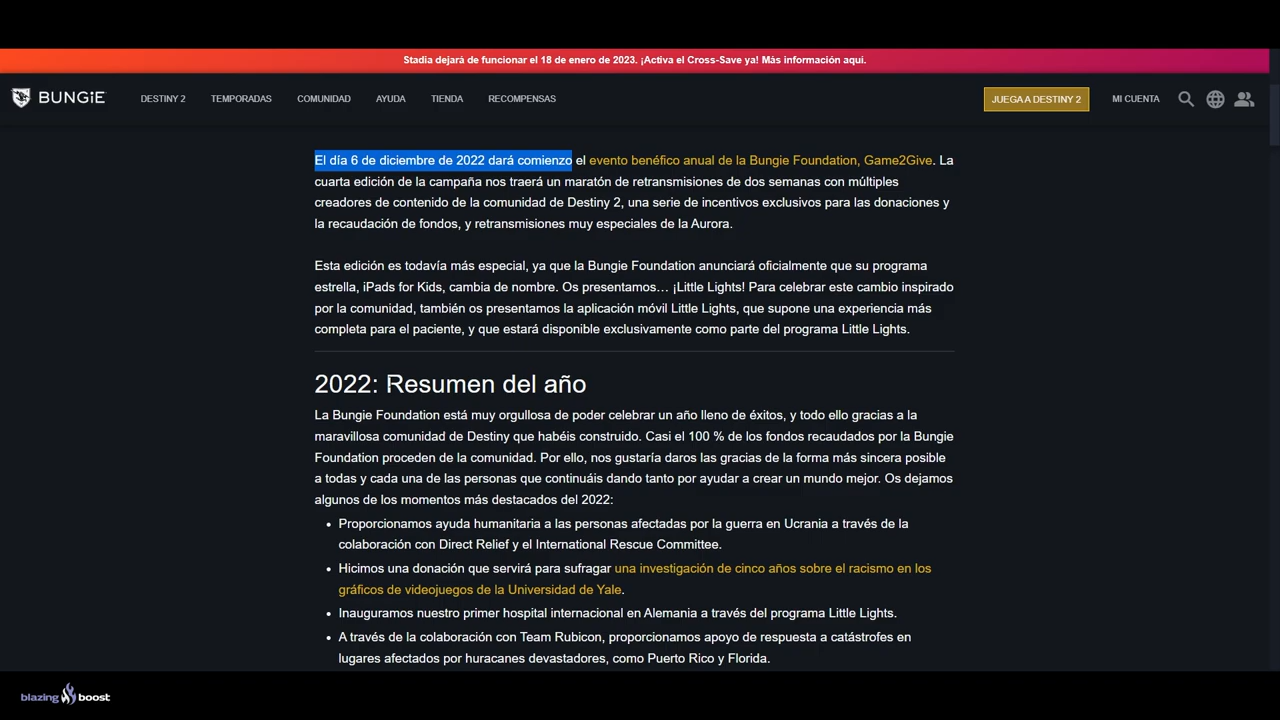 Stadia dejará de funcionar el 18 de enero de 2023. ¡Activa el Cross-Save ya! Más información aquí.
BUNGiE
DESTINY 2
TEMPORADAS
COMUNIDAD
AYUDA
TIENDA
RECOMPENSAS
JUEGA A DESTINY 2
MI CUENTA
El día 6 de diciembre de 2022 dará comienzo el evento benéfico anual de la Bungie Foundation, Game2Give. La
cuarta edición de la campaña nos traerá un maratón de retransmisiones de dos semanas con múltiples
creadores de contenido de la comunidad de Destiny 2, una serie de incentivos exclusivos para las donaciones y
la recaudación de fondos, y retransmisiones muy especiales de la Aurora.
Esta edición es todavía más especial, ya que la Bungie Foundation anunciará oficialmente que su programa
estrella, iPads for Kids, cambia de nombre. Os presentamos… ¡Little Lights! Para celebrar este cambio inspirado
por la comunidad, también os presentamos la aplicación móvil Little Lights, que supone una experiencia más
completa para el paciente, y que estará disponible exclusivamente como parte del programa Little Lights.
2022: Resumen del año
La Bungie Foundation está muy orgullosa de poder celebrar un año lleno de éxitos, y todo ello gracias a la
maravillosa comunidad de Destiny que habéis construido. Casi el 100 % de los fondos recaudados por la Bungie
Foundation proceden de la comunidad. Por ello, nos gustaría daros las gracias de la forma más sincera posible
a todas y cada una de las personas que continuáis dando tanto por ayudar a crear un mundo mejor. Os dejamos
algunos de los momentos más destacados del 2022:
• Proporcionamos ayuda humanitaria a las personas afectadas por la guerra en Ucrania a través de la
colaboración con Direct Relief y el International Rescue Committee.
• Hicimos una donación que servirá para sufragar una investigación de cinco años sobre el racismo en los
gráficos de videojuegos de la Universidad de Yale.
• Inauguramos nuestro primer hospital internacional en Alemania a través del programa Little Lights.
• A través de la colaboración con Team Rubicon, proporcionamos apoyo de respuesta a catástrofes en
lugares afectados por huracanes devastadores, como Puerto Rico y Florida.
blazing boost